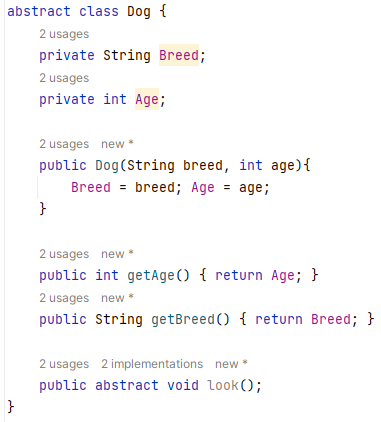 abstract class Dog {
2 usages
private String Breed;
2 usages
private int Age;
2 usages new *
public Dog(String breed, int age){
Breed = breed; Age = age;
}
2 usages new *
public int getAge() { return Age; }
2 usages new *
public String getBreed() { return Breed; }
2 usages 2 implementations new *
public abstract void look();
}